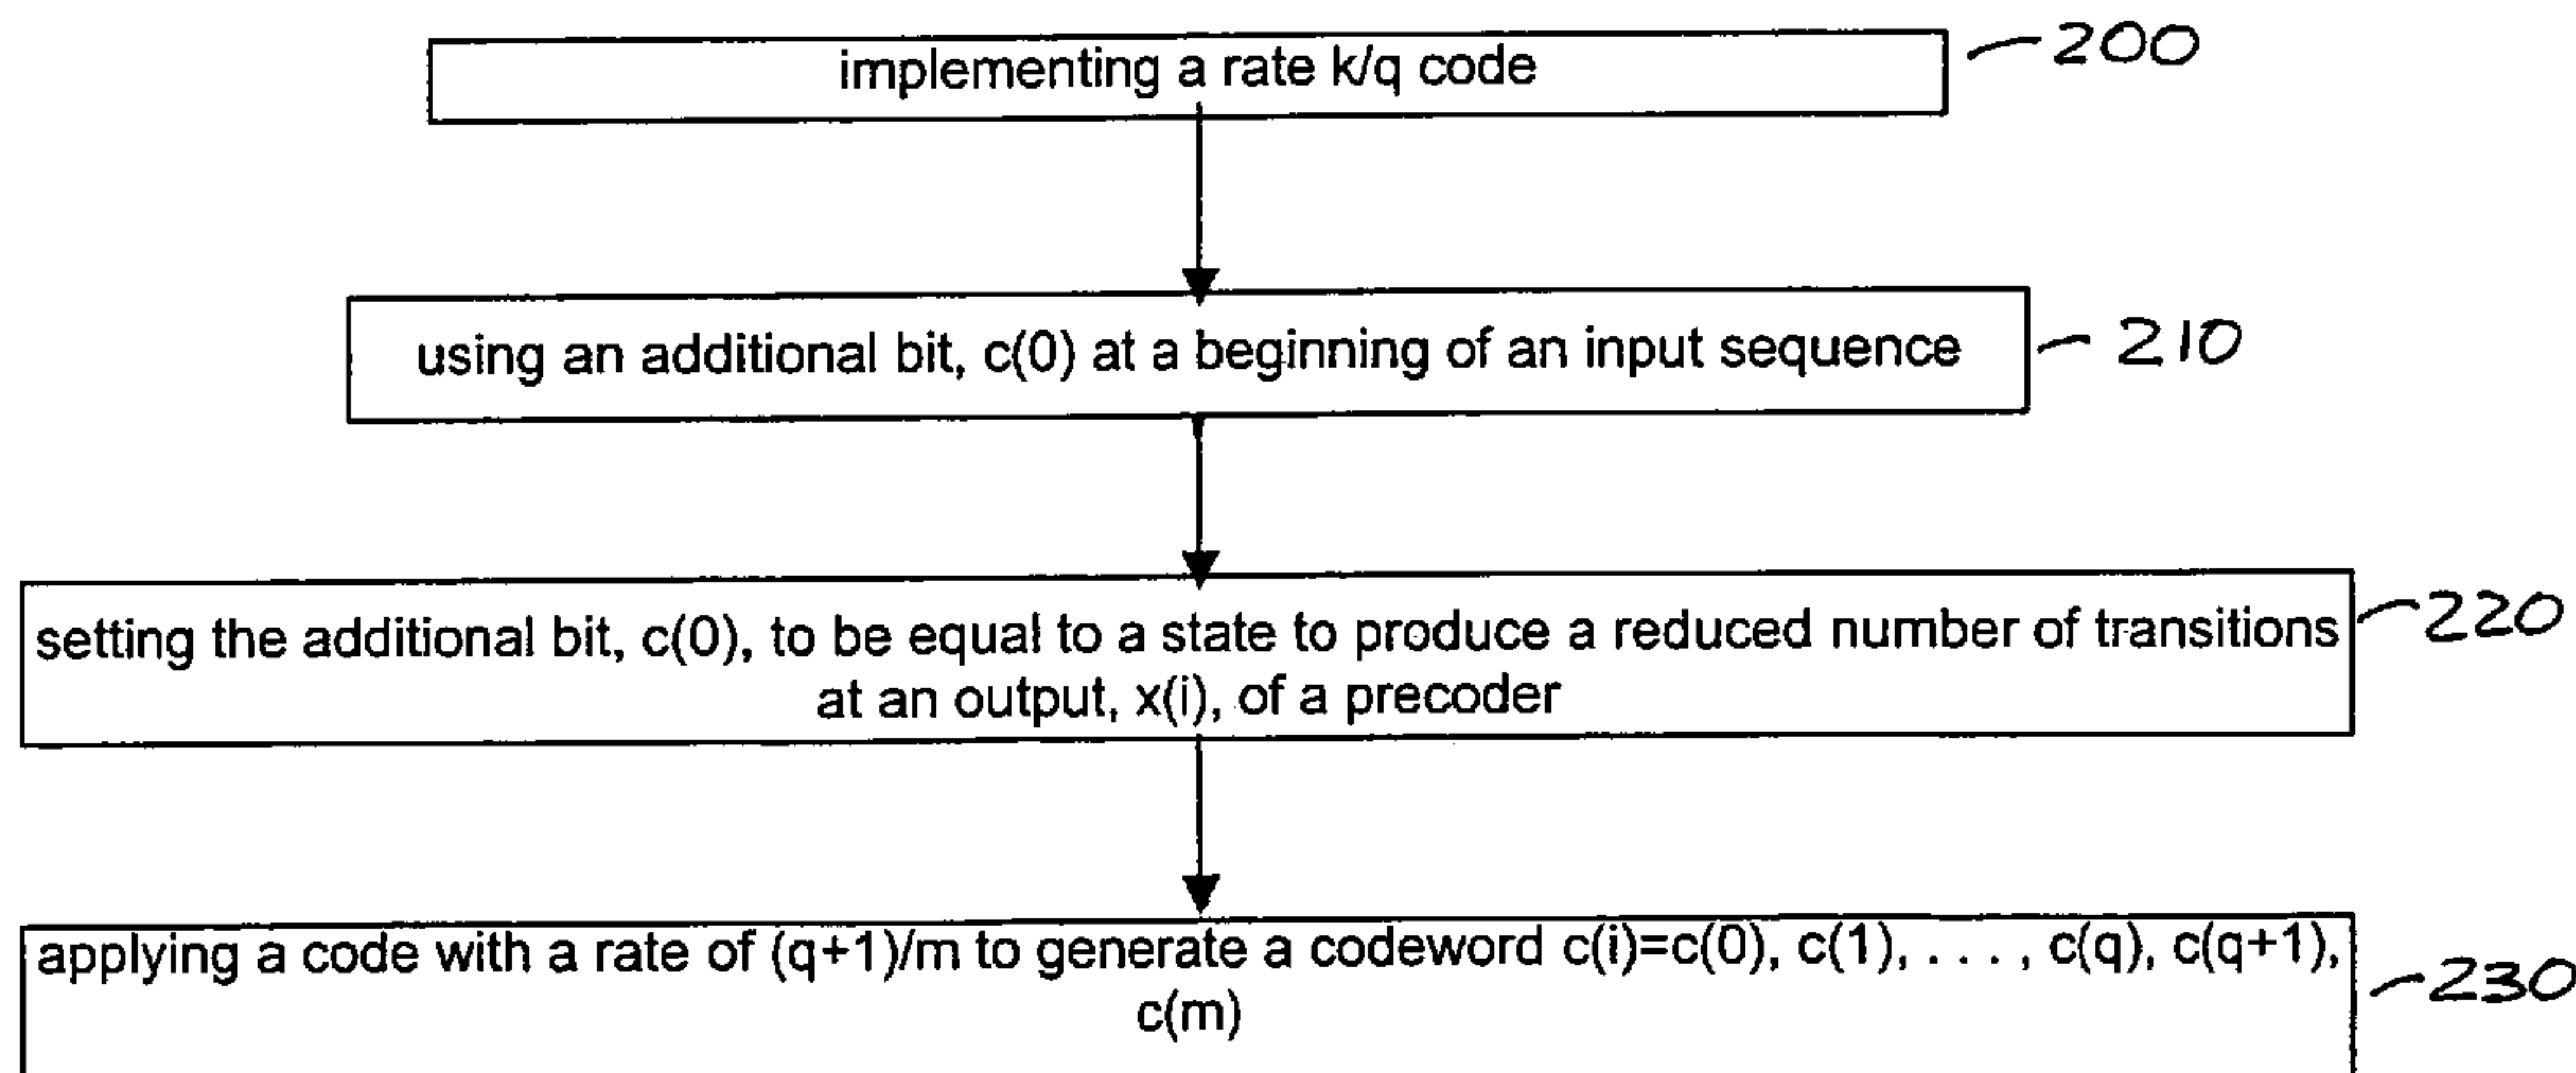 implementing a rate k/q code
200
using an additional bit, c(0) at a beginning of an input sequence
210
setting the additional bit, c(0), to be equal to a state to produce a reduced number of transitions
at an output, x(i), of a precoder
220
applying a code with a rate of (q+1)/m to generate a codeword c(i)=c(0), c(1), . . . . , c(q), c(q+1),
c(m)
230